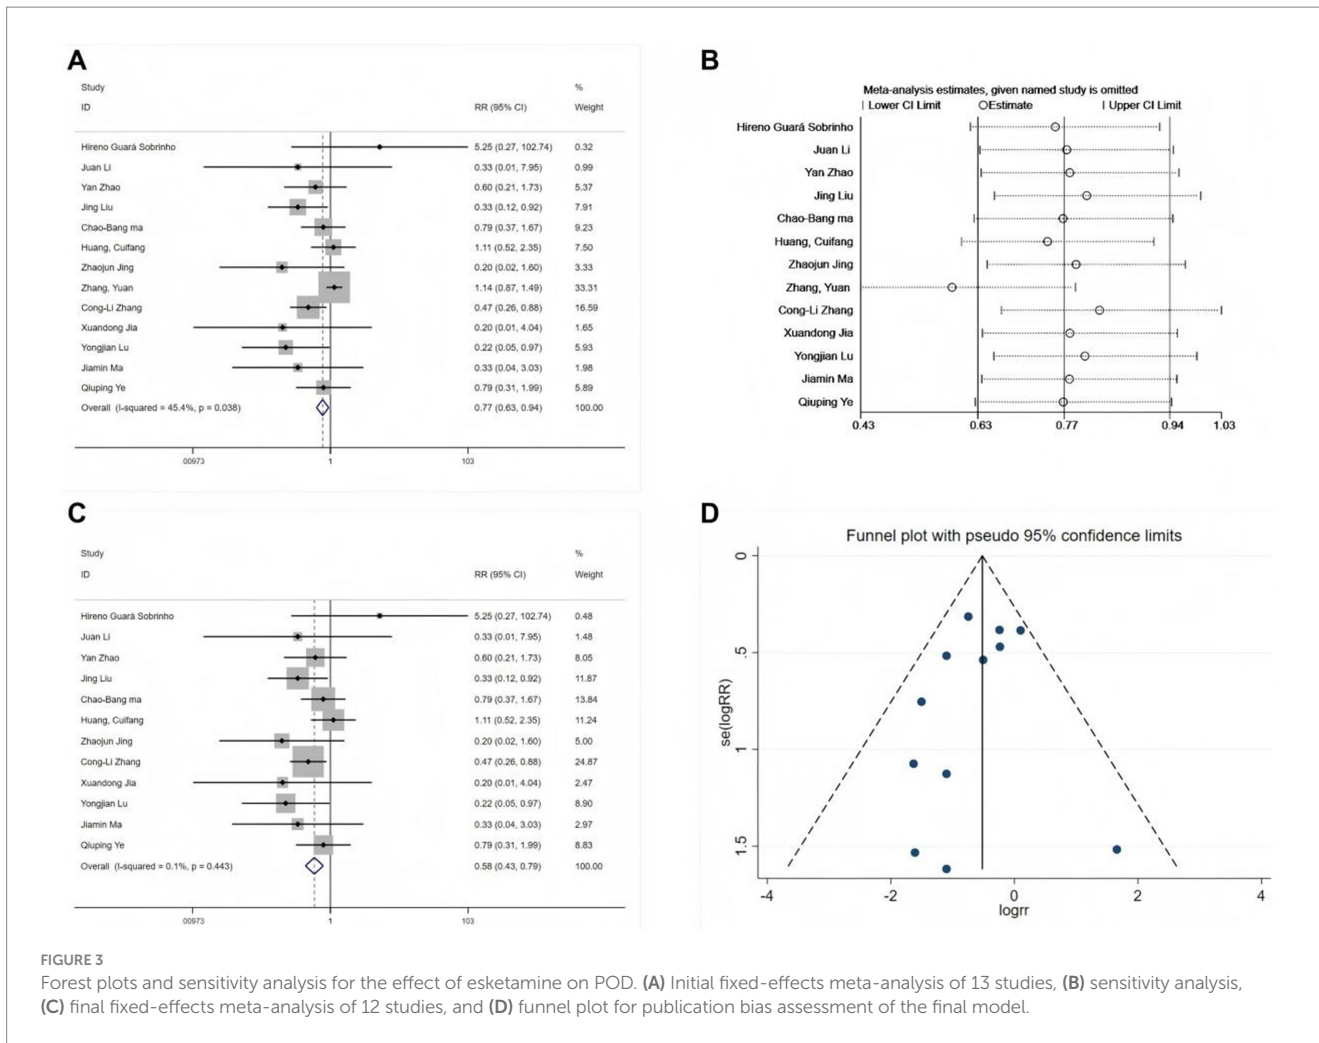 A
Study %
ID RR (95% CI) Weight
Hireno Guará Sobrinho 5.25 (0.27, 102.74) 0.32
Juan Li 0.33 (0.01, 7.95) 0.99
Yan Zhao 0.60 (0.21, 1.73) 5.37
Jing Liu 0.33 (0.12, 0.92) 7.91
Chao-Bang ma 0.79 (0.37, 1.67) 9.23
Huang, Cuifang 1.11 (0.52, 2.35) 7.50
Zhaojun Jing 0.20 (0.02, 1.60) 3.33
Zhang, Yuan 1.14 (0.87, 1.49) 33.31
Cong-Li Zhang 0.47 (0.26, 0.88) 16.59
Xuandong Jia 0.20 (0.01, 4.04) 1.65
Yongjian Lu 0.22 (0.05, 0.97) 5.93
Jiamin Ma 0.33 (0.04, 3.03) 1.98
Qiuping Ye 0.79 (0.31, 1.99) 5.89
Overall (I-squared = 45.4%, p = 0.038) 0.77 (0.63, 0.94) 100.00
.00973 1 103
B
Meta-analysis estimates, given named study is omitted
Lower CI Limit Estimate Upper CI Limit
Hireno Guará Sobrinho
Juan Li
Yan Zhao
Jing Liu
Chao-Bang ma
Huang, Cuifang
Zhaojun Jing
Zhang, Yuan
Cong-Li Zhang
Xuandong Jia
Yongjian Lu
Jiamin Ma
Qiuping Ye
0.43 0.63 0.77 0.94 1.03
C
Study %
ID RR (95% CI) Weight
Hireno Guará Sobrinho 5.25 (0.27, 102.74) 0.48
Juan Li 0.33 (0.01, 7.95) 1.48
Yan Zhao 0.60 (0.21, 1.73) 8.05
Jing Liu 0.33 (0.12, 0.92) 11.87
Chao-Bang ma 0.79 (0.37, 1.67) 13.84
Huang, Cuifang 1.11 (0.52, 2.35) 11.24
Zhaojun Jing 0.20 (0.02, 1.60) 5.00
Cong-Li Zhang 0.47 (0.26, 0.88) 24.87
Xuandong Jia 0.20 (0.01, 4.04) 2.47
Yongjian Lu 0.22 (0.05, 0.97) 8.90
Jiamin Ma 0.33 (0.04, 3.03) 2.97
Qiuping Ye 0.79 (0.31, 1.99) 8.83
Overall (I-squared = 0.1%, p = 0.443) 0.58 (0.43, 0.79) 100.00
.00973 1 103
D
Funnel plot with pseudo 95% confidence limits
se(logRR)
0
.5
1
1.5
-4 -2 0 2 4
logrr
FIGURE 3
Forest plots and sensitivity analysis for the effect of esketamine on POD. (A) Initial fixed-effects meta-analysis of 13 studies, (B) sensitivity analysis,
(C) final fixed-effects meta-analysis of 12 studies, and (D) funnel plot for publication bias assessment of the final model.